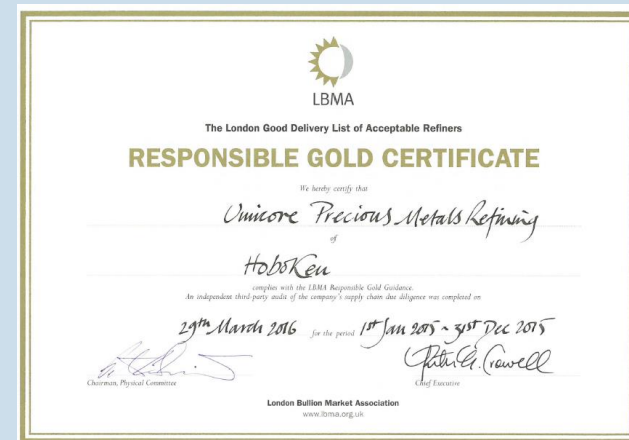 LBMA
The London Good Delivery List of Acceptable Refiners
RESPONSIBLE GOLD CERTIFICATE
We hereby certify that
Umicore Precious Metals Refining
of
Hoboken
complies with the LBMA Responsible Gold Guidance.
An independent third-party audit of the company's supply chain due diligence was completed on
29th March 2016 for the period 1st Jan 2015 ~ 31st Dec 2015
Crowell
Chairman, Physical Committee Chief Executive
London Bullion Market Association
www.lbma.org.uk